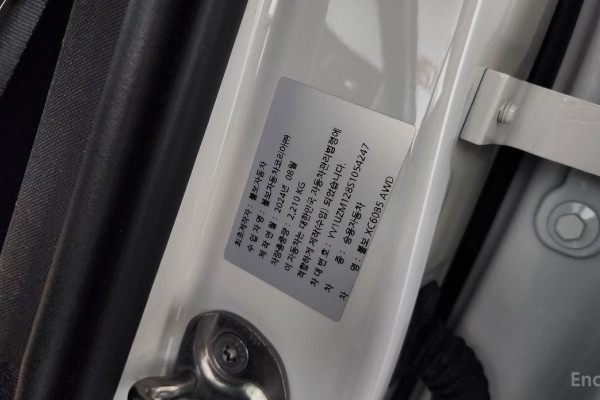 최초제작자 : 볼보자동차
수 입 자 명 : 볼보자동차코리아㈜
제 작 연 월 : 2024년 08월
차량총중량 : 2,210 KG
이 자동차는 대한민국 자동차관리법령에
적합하게 제작(수입) 되었습니다.
차 대 번 호 : YV1UZM128S1054247
차 종 : 승용자동차
차 명 : 볼보 XC6085 AWD
Enc